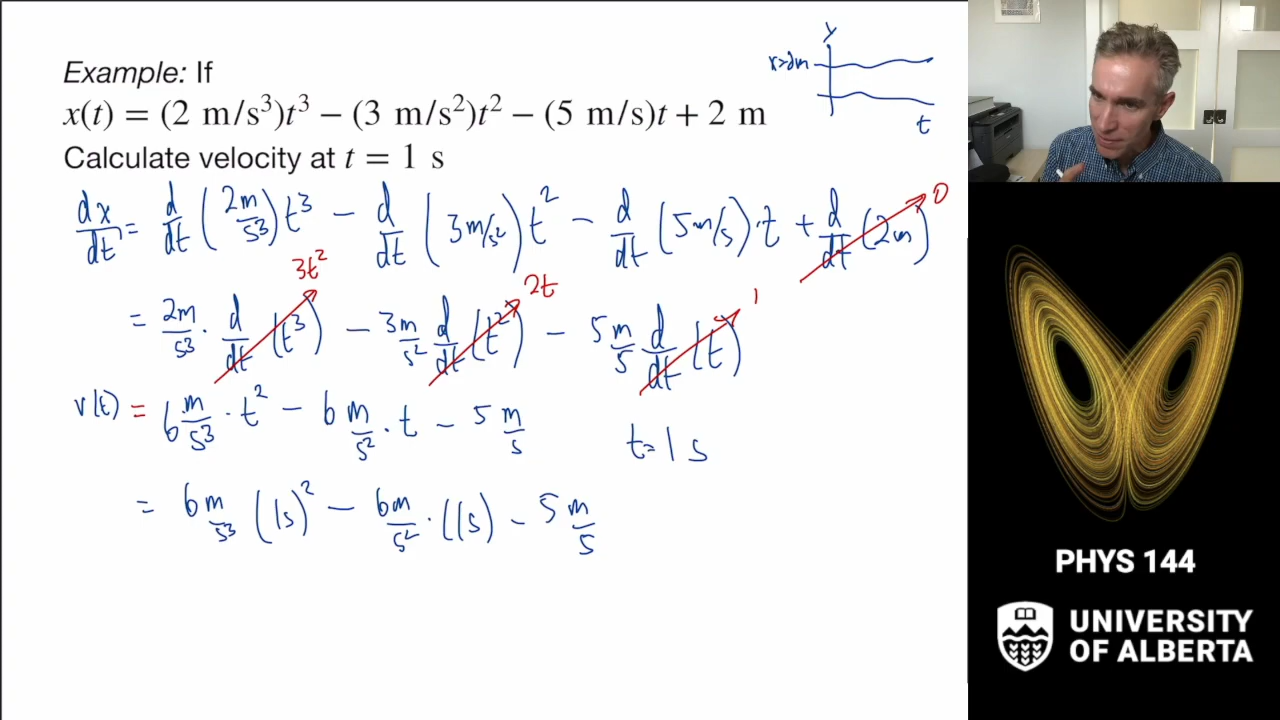 Example: If
x(t) = (2 m/s³)t³ − (3 m/s²)t² − (5 m/s)t + 2 m
Calculate velocity at t = 1 s
y
x=2m
t
dx/dt = d/dt (2m/s³)t³ − d/dt (3m/s²)t² − d/dt (5m/s)·t + d/dt (2m) 0
3t² 2t 1
= 2m/s³ · d/dt (t³) − 3m/s² d/dt (t²) − 5 m/s d/dt (t)
v(t) = 6 m/s³ · t² − 6 m/s² · t − 5 m/s
t=1s
= 6m/s³ (1s)² − 6m/s² · (1s) − 5 m/s
PHYS 144
UNIVERSITY
OF ALBERTA